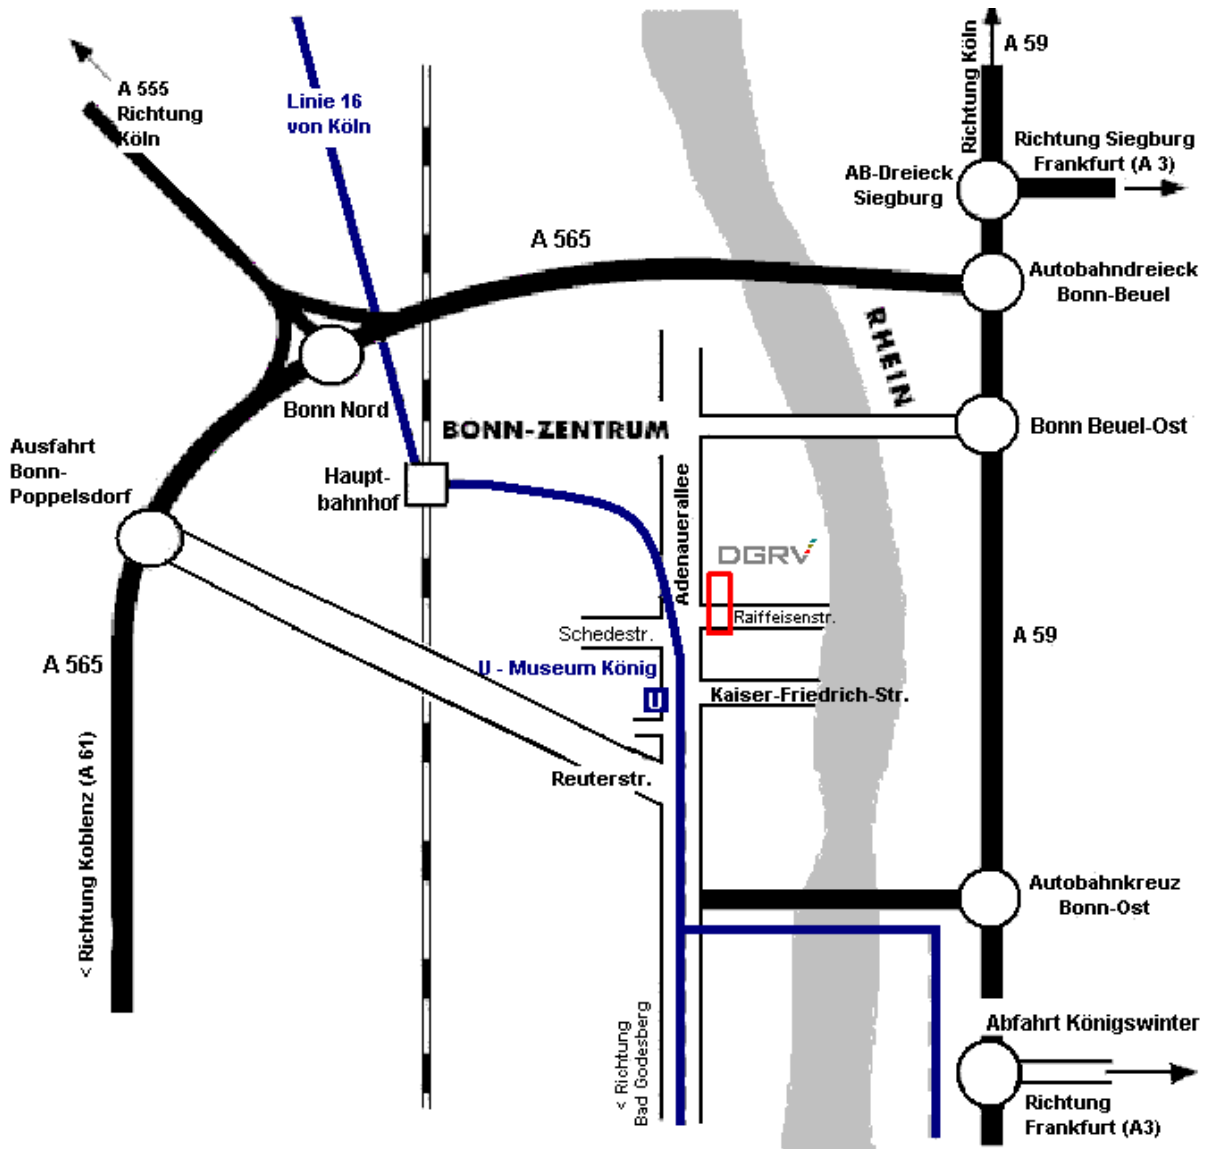 A 59
Richtung Köln
A 555
Richtung
Köln
Linie 16
von Köln
Richtung Siegburg
Frankfurt (A 3)
AB-Dreieck
Siegburg
A 565
Autobahndreieck
Bonn-Beuel
RHEIN
Bonn Nord
BONN-ZENTRUM
Bonn Beuel-Ost
Ausfahrt
Bonn-
Poppelsdorf
Haupt-
bahnhof
Adenauerallee
DGRV
Raiffeisenstr.
Schedestr.
A 59
A 565
U - Museum König
U
Kaiser-Friedrich-Str.
Reuterstr.
< Richtung Koblenz (A 61)
Autobahnkreuz
Bonn-Ost
< Richtung
Bad Godesberg
Abfahrt Königswinter
Richtung
Frankfurt (A3)